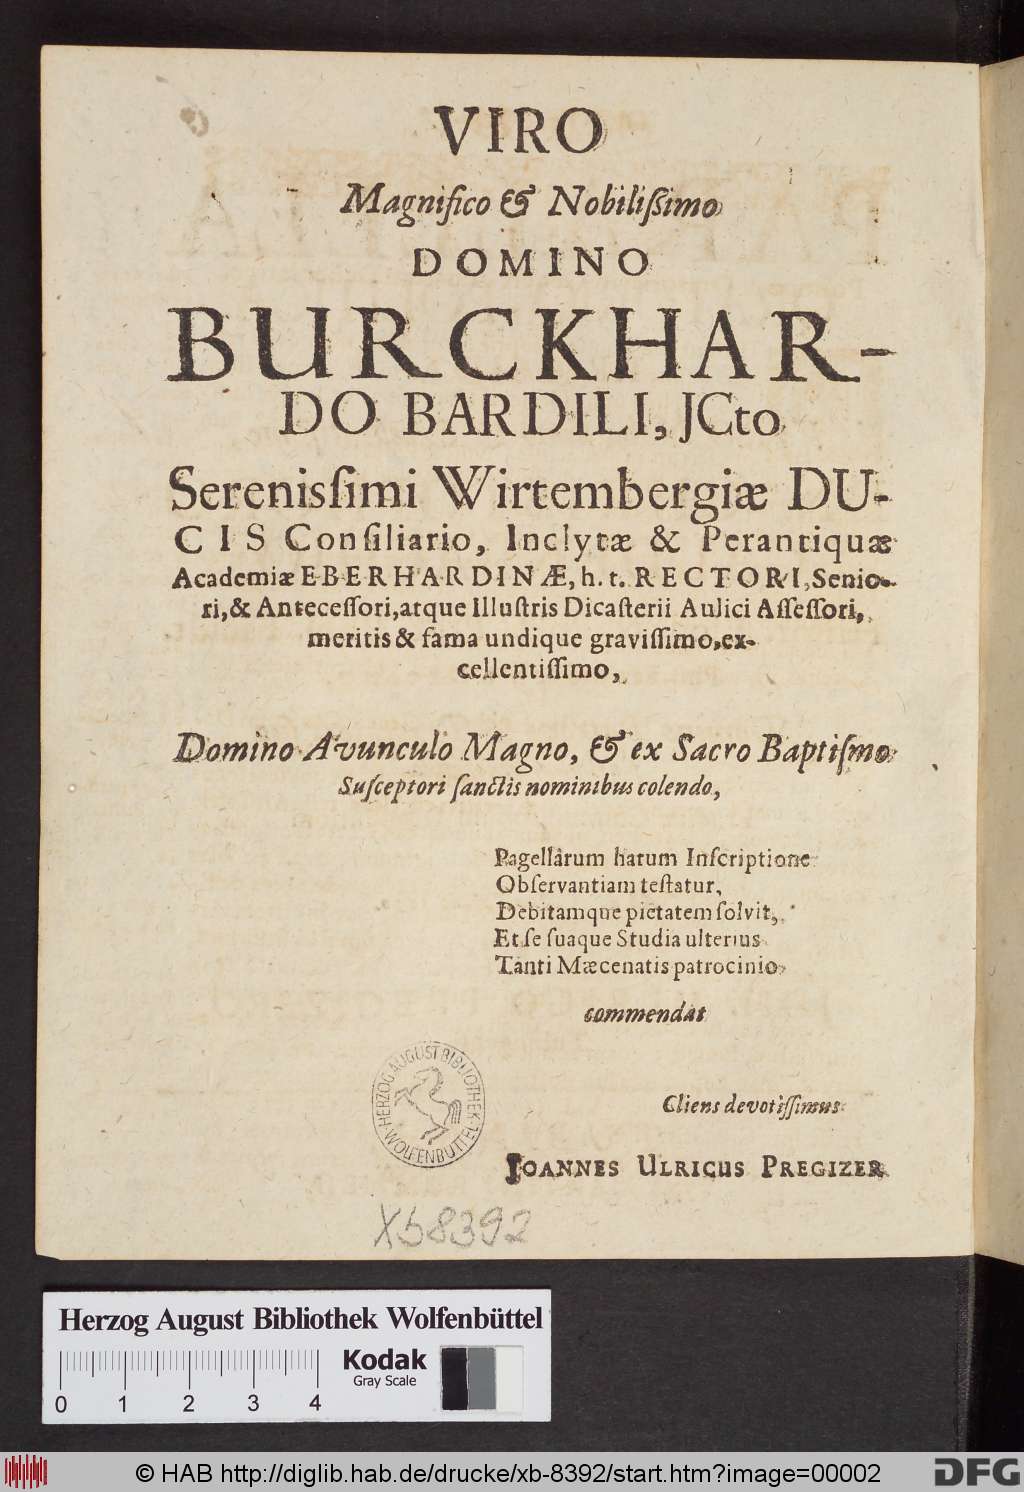 VIRO
Magnifico & Nobilißimo
DOMINO
BURCKHAR-
DO BARDILI, JCto
Serenisſimi Wirtembergiæ DU-
CIS Conſiliario, Inclytæ & Perantiquæ
Academiæ EBERHARDINÆ, h. t. RECTORI, Senio-
ri, & Anteceſſori, atque Illuſtris Dicaſterii Aulici Aſſeſſori,
meritis & fama undique graviſſimo, ex-
cellentiſſimo,
Domino Avunculo Magno, & ex Sacro Baptiſmo
Suſceptori ſanctis nominibus colendo,
Pagellarum harum Inſcriptione
Obſervantiam teſtatur,
Debitamque pietatem ſolvit,
Et ſe ſuaque Studia ulterius
Tanti Mæcenatis patrocinio
commendat
Cliens devotiſſimus
JOANNES ULRICUS PREGIZER
HERZOG AUGUST BIBLIOTHEK
WOLFENBÜTTEL
Xb8392
Herzog August Bibliothek Wolfenbüttel
Kodak
Gray Scale
0 1 2 3 4
© HAB http://diglib.hab.de/drucke/xb-8392/start.htm?image=00002
DFG